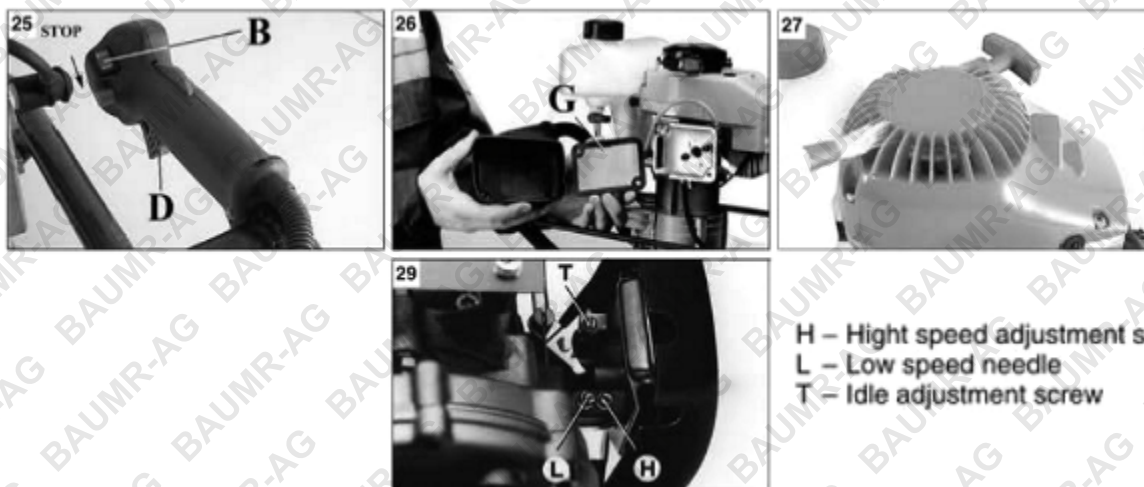 25 STOP B
D
26
G
27
29
T
L H
H – Hight speed adjustment s
L – Low speed needle
T – Idle adjustment screw
BAUMR-AG